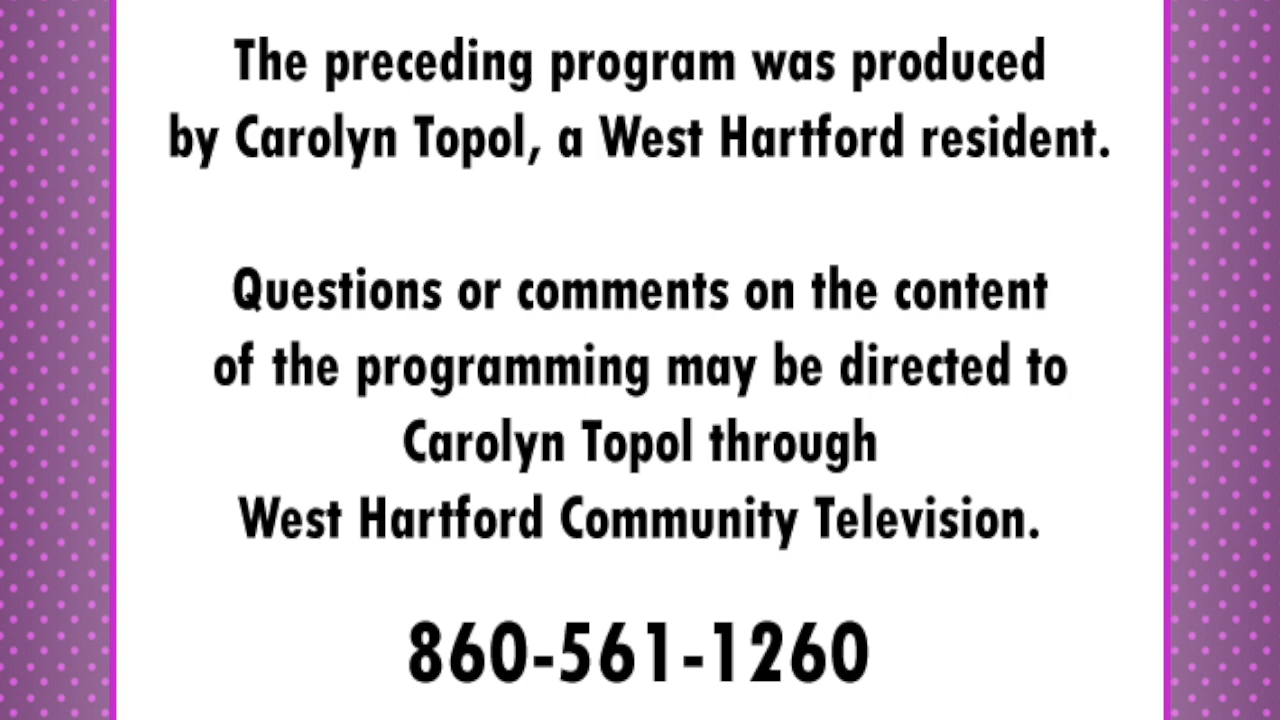 The preceding program was produced
by Carolyn Topol, a West Hartford resident.
Questions or comments on the content
of the programming may be directed to
Carolyn Topol through
West Hartford Community Television.
860-561-1260